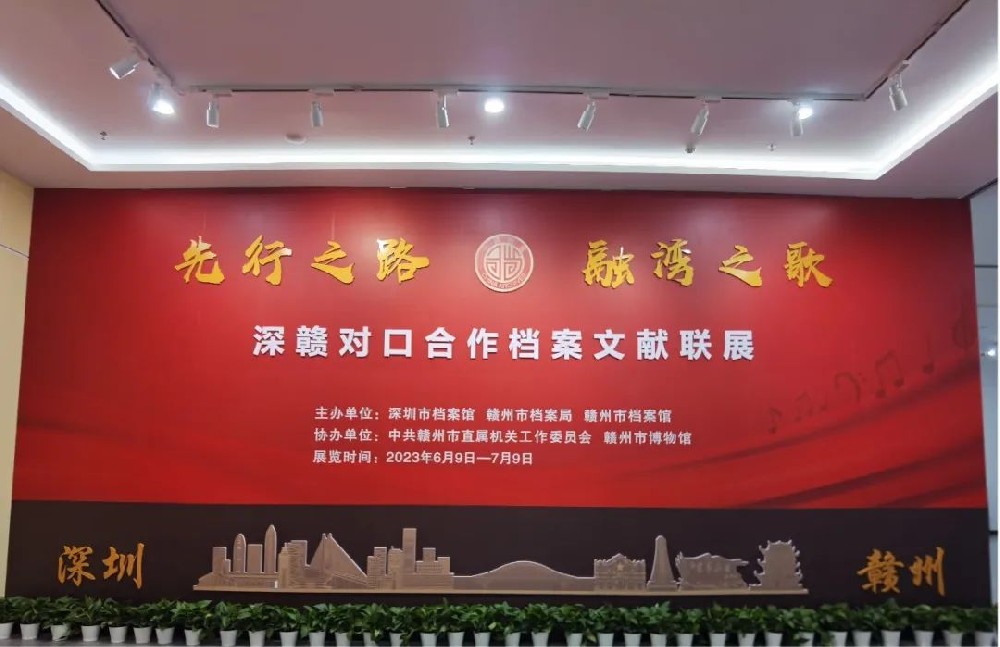 先行之路 融湾之歌
深赣对口合作档案文献联展
主办单位：深圳市档案馆 赣州市档案局 赣州市档案馆
协办单位：中共赣州市直属机关工作委员会 赣州市博物馆
展览时间：2023年6月9日—7月9日
深圳 赣州